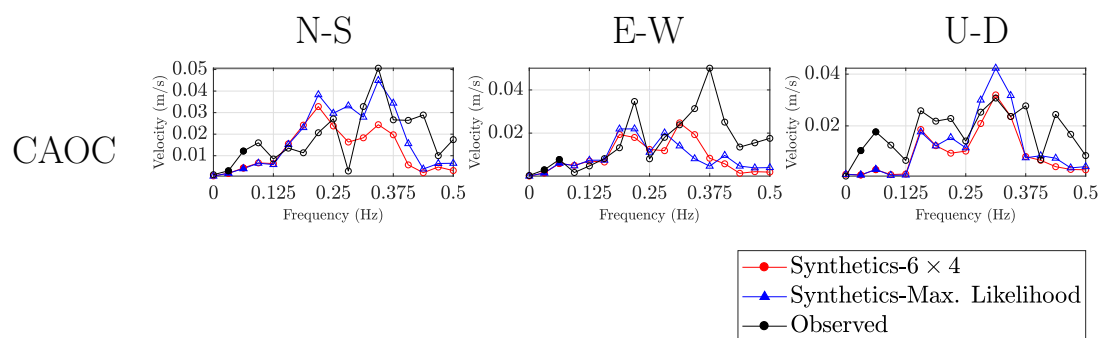 N-S
E-W
U-D
CAOC
Velocity (m/s)
0.05
0.04
0.03
0.02
0.01
0
0.125
0.25
0.375
0.5
Frequency (Hz)
Velocity (m/s)
0.04
0.02
0
0.125
0.25
0.375
0.5
Frequency (Hz)
Velocity (m/s)
0.04
0.02
0
0.125
0.25
0.375
0.5
Frequency (Hz)
Synthetics-6 × 4
Synthetics-Max. Likelihood
Observed